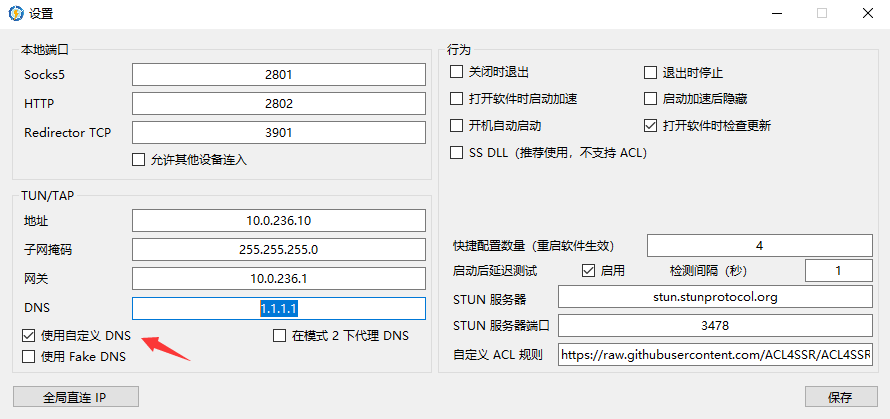 设置
本地端口
Socks5 2801
HTTP 2802
Redirector TCP 3901
允许其他设备连入
TUN/TAP
地址 10.0.236.10
子网掩码 255.255.255.0
网关 10.0.236.1
DNS 1.1.1.1
使用自定义 DNS 在模式 2 下代理 DNS
使用 Fake DNS
全局直连 IP
行为
关闭时退出 退出时停止
打开软件时启动加速 启动加速后隐藏
开机自动启动 打开软件时检查更新
SS DLL（推荐使用，不支持 ACL）
快捷配置数量（重启软件生效） 4
启动后延迟测试 启用 检测间隔（秒） 1
STUN 服务器 stun.stunprotocol.org
STUN 服务器端口 3478
自定义 ACL 规则 https://raw.githubusercontent.com/ACL4SSR/ACL4SSR
保存